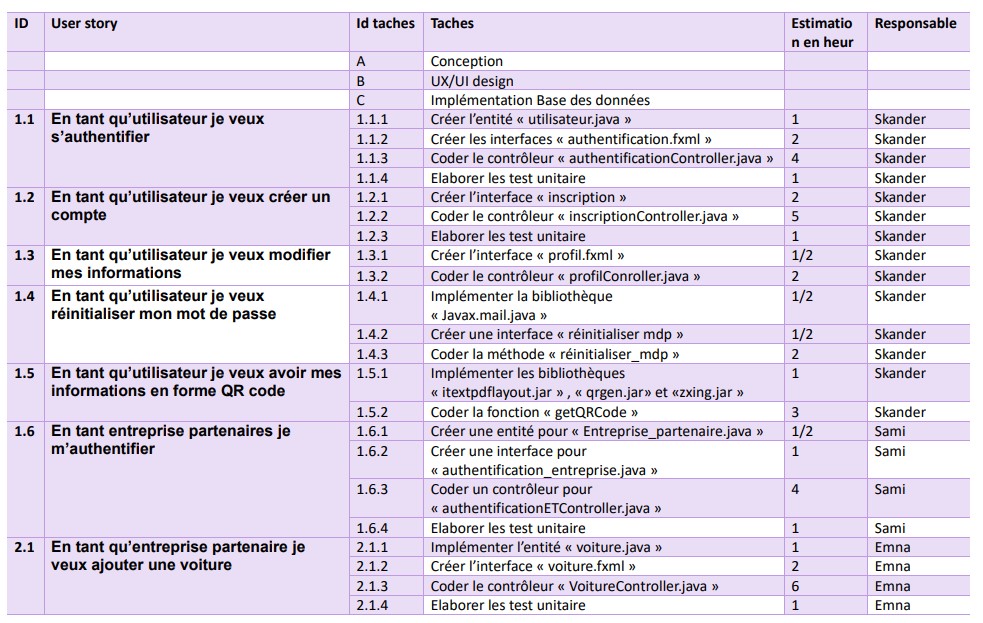 ID User story Id taches Taches Estimatio Responsable
n en heur
A Conception
B UX/UI design
C Implémentation Base des données
1.1 En tant qu’utilisateur je veux 1.1.1 Créer l’entité « utilisateur.java » 1 Skander
s’authentifier 1.1.2 Créer les interfaces « authentification.fxml » 2 Skander
1.1.3 Coder le contrôleur « authentificationController.java » 4 Skander
1.1.4 Elaborer les test unitaire 1 Skander
1.2 En tant qu’utilisateur je veux créer un 1.2.1 Créer l’interface « inscription » 2 Skander
compte 1.2.2 Coder le contrôleur « inscriptionController.java » 5 Skander
1.2.3 Elaborer les test unitaire 1 Skander
1.3 En tant qu’utilisateur je veux modifier 1.3.1 Créer l’interface « profil.fxml » 1/2 Skander
mes informations 1.3.2 Coder le contrôleur « profilConroller.java » 2 Skander
1.4 En tant qu’utilisateur je veux 1.4.1 Implémenter la bibliothèque 1/2 Skander
réinitialiser mon mot de passe « Javax.mail.java »
1.4.2 Créer une interface « réinitialiser mdp » 1/2 Skander
1.4.3 Coder la méthode « réinitialiser_mdp » 2 Skander
1.5 En tant qu’utilisateur je veux avoir mes 1.5.1 Implémenter les bibliothèques 1 Skander
informations en forme QR code « itextpdflayout.jar » , « qrgen.jar» et «zxing.jar »
1.5.2 Coder la fonction « getQRCode » 3 Skander
1.6 En tant entreprise partenaires je 1.6.1 Créer une entité pour « Entreprise_partenaire.java » 1/2 Sami
m’authentifier 1.6.2 Créer une interface pour 1 Sami
« authentification_entreprise.java »
1.6.3 Coder un contrôleur pour 4 Sami
« authentificationETController.java »
1.6.4 Elaborer les test unitaire 1 Sami
2.1 En tant qu’entreprise partenaire je 2.1.1 Implémenter l’entité « voiture.java » 1 Emna
veux ajouter une voiture 2.1.2 Créer l’interface « voiture.fxml » 2 Emna
2.1.3 Coder le contrôleur « VoitureController.java » 6 Emna
2.1.4 Elaborer les test unitaire 1 Emna